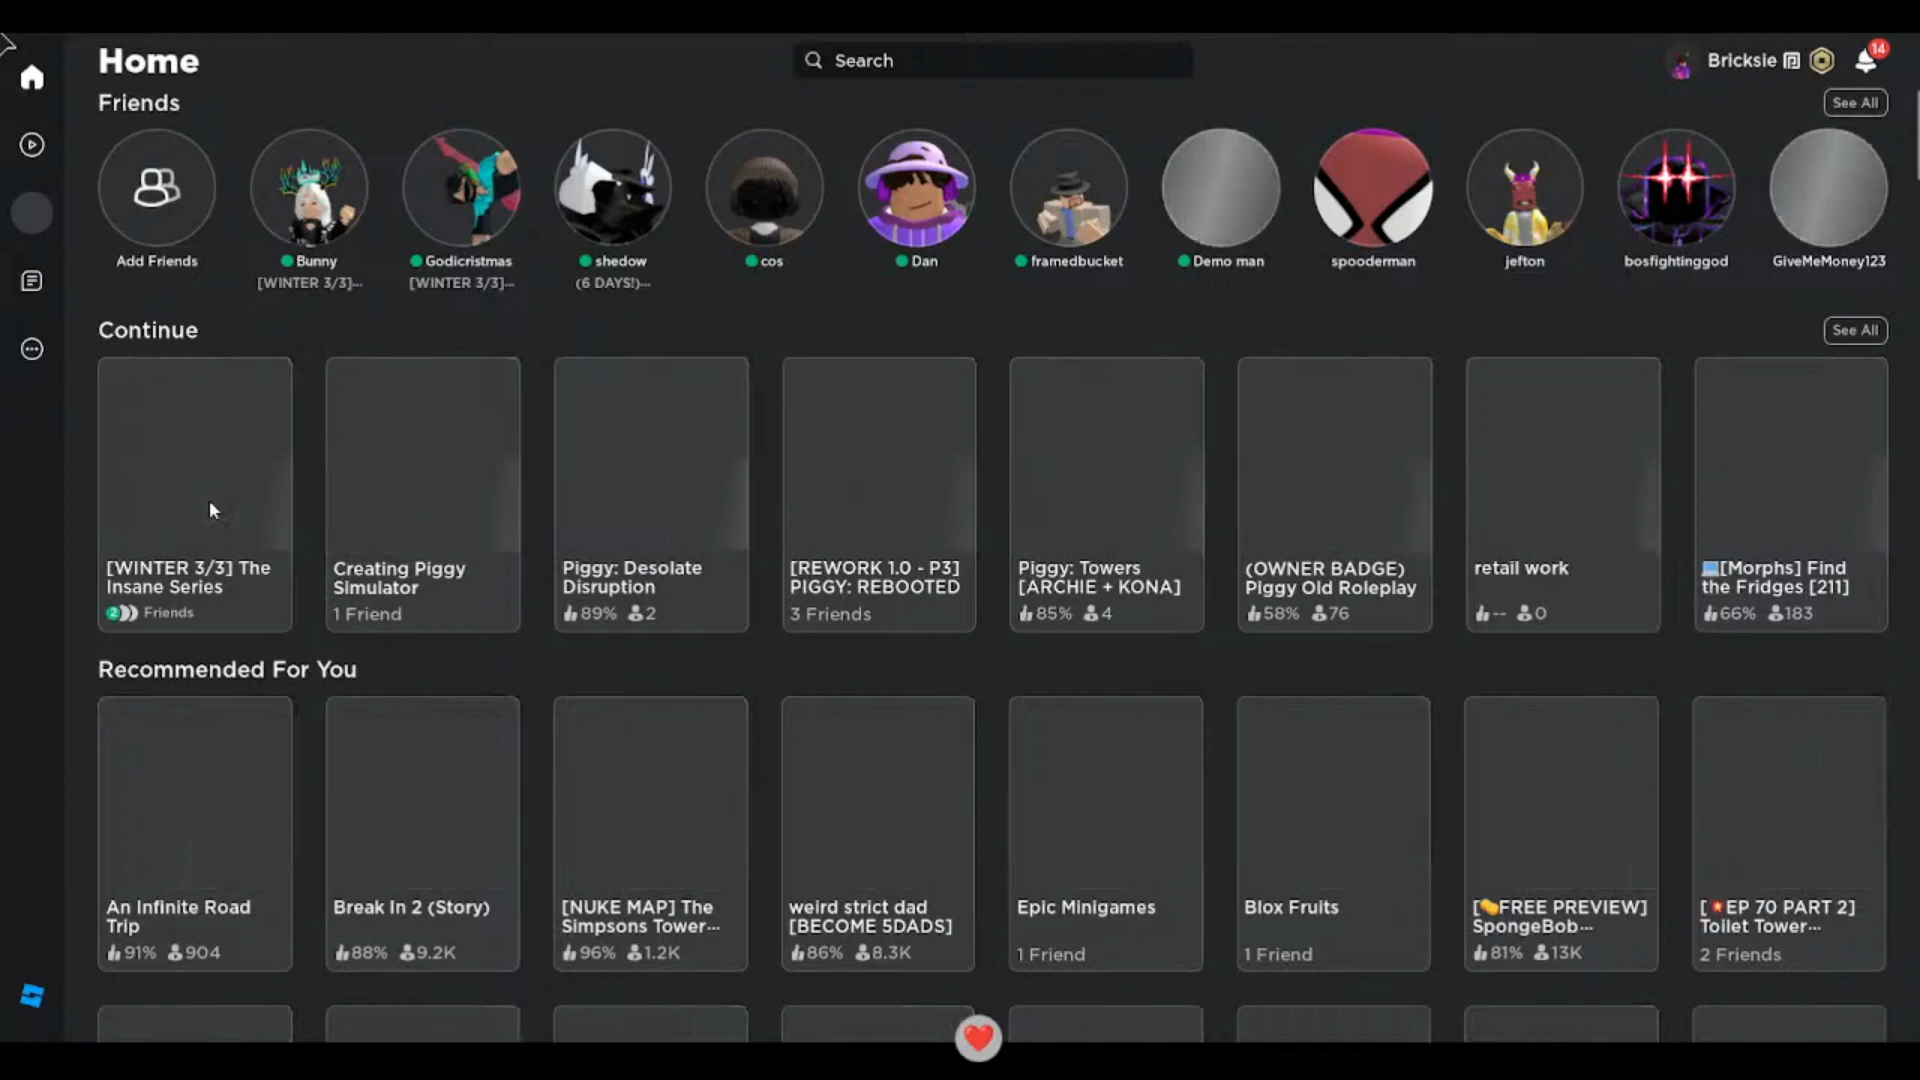 Home
Search
Bricksie
14
Friends
See All
Add Friends
Bunny
[WINTER 3/3]...
Godicristmas
[WINTER 3/3]...
shedow
(6 DAYS!)...
cos
Dan
framedbucket
Demo man
spooderman
jefton
bosfightinggod
GiveMeMoney123
Continue
See All
[WINTER 3/3] The
Insane Series
2 Friends
Creating Piggy
Simulator
1 Friend
Piggy: Desolate
Disruption
89% 2
[REWORK 1.0 - P3]
PIGGY: REBOOTED
3 Friends
Piggy: Towers
[ARCHIE + KONA]
85% 4
(OWNER BADGE)
Piggy Old Roleplay
58% 76
retail work
-- 0
[Morphs] Find
the Fridges [211]
66% 183
Recommended For You
An Infinite Road
Trip
91% 904
Break In 2 (Story)
88% 9.2K
[NUKE MAP] The
Simpsons Tower...
96% 1.2K
weird strict dad
[BECOME 5DADS]
86% 8.3K
Epic Minigames
1 Friend
Blox Fruits
1 Friend
[FREE PREVIEW]
SpongeBob...
81% 13K
[EP 70 PART 2]
Toilet Tower...
2 Friends